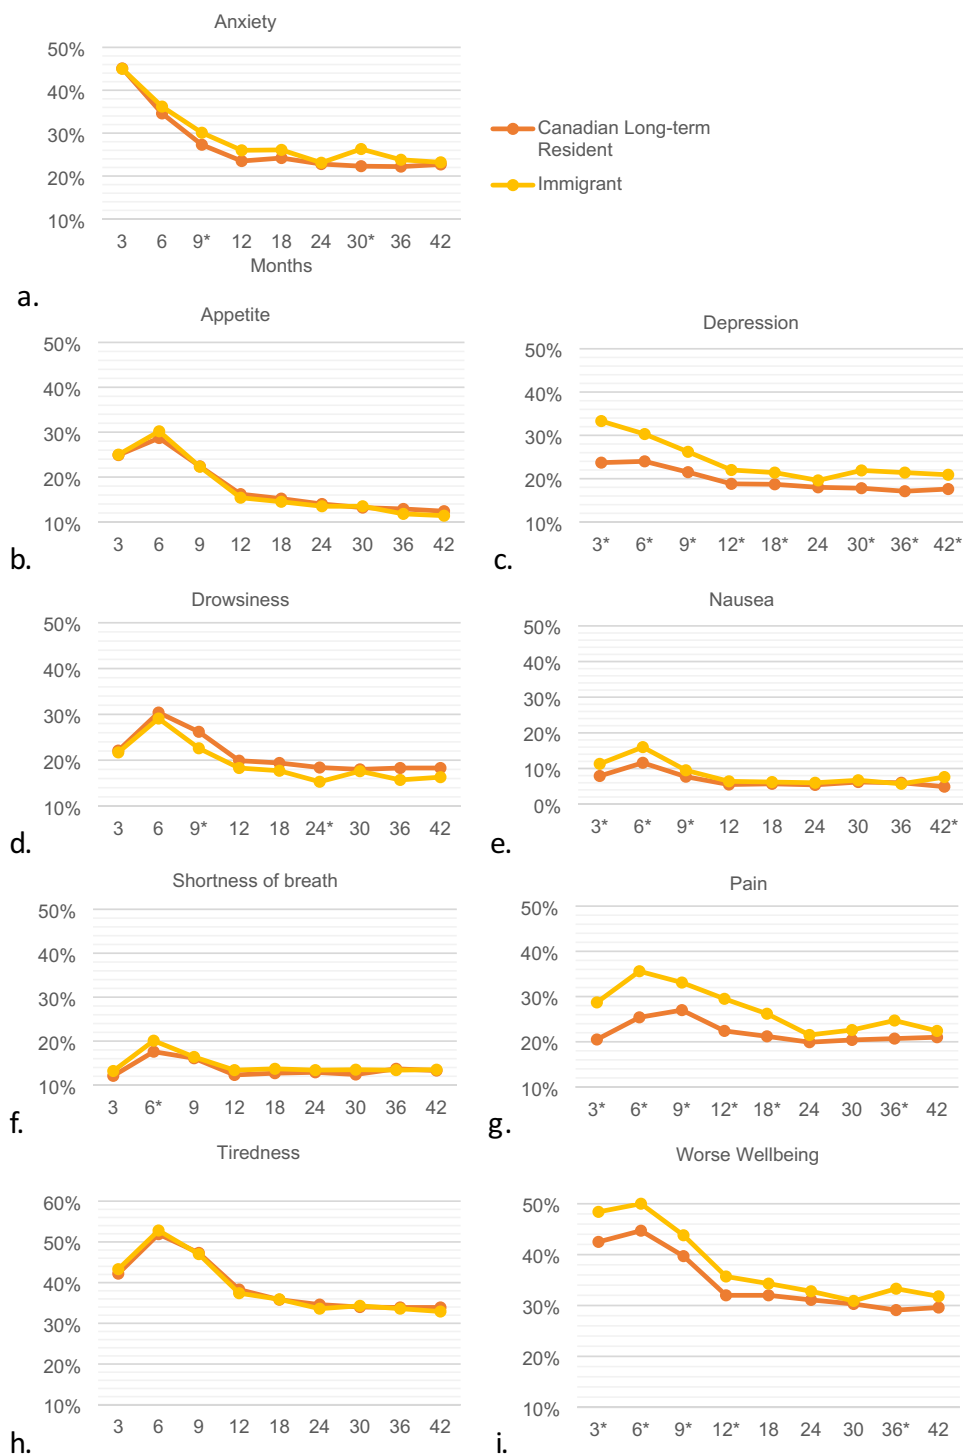 Anxiety
50%
40%
30%
20%
10%
3 6 9* 12 18 24 30* 36 42
Months
Canadian Long-term
Resident
Immigrant
a.
Appetite
50%
40%
30%
20%
10%
3 6 9 12 18 24 30 36 42
b.
Depression
50%
40%
30%
20%
10%
3* 6* 9* 12* 18* 24 30* 36* 42*
c.
Drowsiness
50%
40%
30%
20%
10%
3 6 9* 12 18 24* 30 36 42
d.
Nausea
50%
40%
30%
20%
10%
0%
3* 6* 9* 12 18 24 30 36 42*
e.
Shortness of breath
50%
40%
30%
20%
10%
3 6* 9 12 18 24 30 36 42
f.
Pain
50%
40%
30%
20%
10%
3* 6* 9* 12* 18* 24 30 36* 42
g.
Tiredness
60%
50%
40%
30%
20%
10%
3 6 9 12 18 24 30 36 42
h.
Worse Wellbeing
50%
40%
30%
20%
10%
3* 6* 9* 12* 18 24 30 36* 42
i.